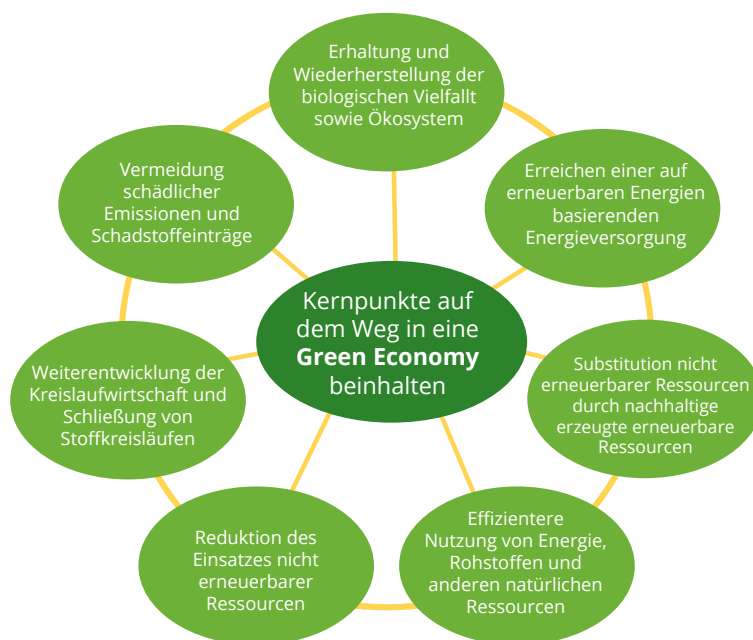 Erhaltung und
Wiederherstellung der
biologischen Vielfallt
sowie Ökosystem
Erreichen einer auf
erneuerbaren Energien
basierenden
Energieversorgung
Substitution nicht
erneuerbarer Ressourcen
durch nachhaltige
erzeugte erneuerbare
Ressourcen
Effizientere
Nutzung von Energie,
Rohstoffen und
anderen natürlichen
Ressourcen
Reduktion des
Einsatzes nicht
erneuerbarer
Ressourcen
Weiterentwicklung der
Kreislaufwirtschaft und
Schließung von
Stoffkreisläufen
Vermeidung
schädlicher
Emissionen und
Schadstoffeinträge
Kernpunkte auf
dem Weg in eine
Green Economy
beinhalten